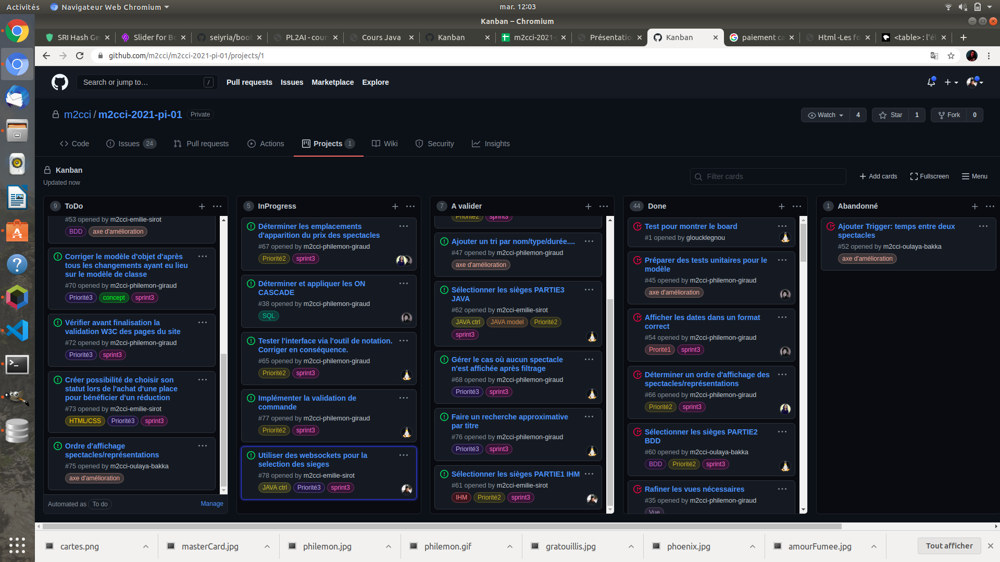 Activités
Navigateur Web Chromium
mar. 12:03
Kanban – Chromium
SRI Hash Ge
Slider for Bo
seiyria/boot
PL2AI - cours
Cours Java
Kanban
m2cci-2021-
Présentatio
Kanban
paiement ca
Html -Les fo
<table> : l'él
github.com/m2cci/m2cci-2021-pi-01/projects/1
Search or jump to…
/
Pull requests
Issues
Marketplace
Explore
m2cci / m2cci-2021-pi-01
Private
Watch
4
Star
1
Fork
0
Code
Issues 24
Pull requests
Actions
Projects 1
Wiki
Security
Insights
Kanban
Updated now
Filter cards
Add cards
Fullscreen
Menu
9 ToDo
#53 opened by m2cci-emilie-sirot
BDD axe d'amélioration
Corriger le modèle d'objet d'après
tous les changements ayant eu lieu
sur le modèle de classe
#70 opened by m2cci-philemon-giraud
Priorité3 concept sprint3
Vérifier avant finalisation la
validation W3C des pages du site
#72 opened by m2cci-philemon-giraud
Priorité3 sprint3
Créer possibilité de choisir son
statut lors de l'achat d'une place
pour bénéficier d'un réduction
#73 opened by m2cci-emilie-sirot
HTML/CSS Priorité3 sprint3
Ordre d'affichage
spectacles/représentations
#75 opened by m2cci-oulaya-bakka
axe d'amélioration
Automated as To do
Manage
5 InProgress
Déterminer les emplacements
d'apparition du prix des spectacles
#67 opened by m2cci-philemon-giraud
Priorité2 sprint3
Déterminer et appliquer les ON
CASCADE
#38 opened by m2cci-philemon-giraud
SQL
Tester l'interface via l'outil de notation.
Corriger en conséquence.
#65 opened by m2cci-philemon-giraud
Priorité2 sprint3
Implémenter la validation de
commande
#77 opened by m2cci-philemon-giraud
Priorité2 sprint3
Utiliser des websockets pour la
selection des sieges
#78 opened by m2cci-emilie-sirot
JAVA ctrl Priorité3 sprint3
7 A valider
Priorité2 sprint3
Ajouter un tri par nom/type/durée....
#47 opened by m2cci-philemon-giraud
axe d'amélioration
Sélectionner les sièges PARTIE3
JAVA
#62 opened by m2cci-emilie-sirot
JAVA ctrl JAVA model Priorité2
sprint3
Gérer le cas où aucun spectacle
n'est affichée après filtrage
#68 opened by m2cci-philemon-giraud
Priorité3 sprint3
Faire un recherche approximative
par titre
#76 opened by m2cci-philemon-giraud
Priorité3 sprint3
Sélectionner les sièges PARTIE1 IHM
#61 opened by m2cci-emilie-sirot
IHM Priorité2 sprint3
44 Done
Test pour montrer le board
#1 opened by gloucklegnou
Préparer des tests unitaires pour le
modèle
#45 opened by m2cci-philemon-giraud
axe d'amélioration
Afficher les dates dans un format
correct
#54 opened by m2cci-philemon-giraud
Prorité1 sprint3
Déterminer un ordre d'affichage des
spectacles/représentations
#66 opened by m2cci-philemon-giraud
Priorité2 sprint3
Sélectionner les sièges PARTIE2
BDD
#60 opened by m2cci-oulaya-bakka
BDD Priorité2 sprint3
Rafiner les vues nécessaires
#35 opened by m2cci-philemon-giraud
Vue
1 Abandonné
Ajouter Trigger: temps entre deux
spectacles
#52 opened by m2cci-oulaya-bakka
axe d'amélioration
cartes.png
masterCard.jpg
philemon.jpg
philemon.gif
gratouillis.jpg
phoenix.jpg
amourFumee.jpg
Tout afficher